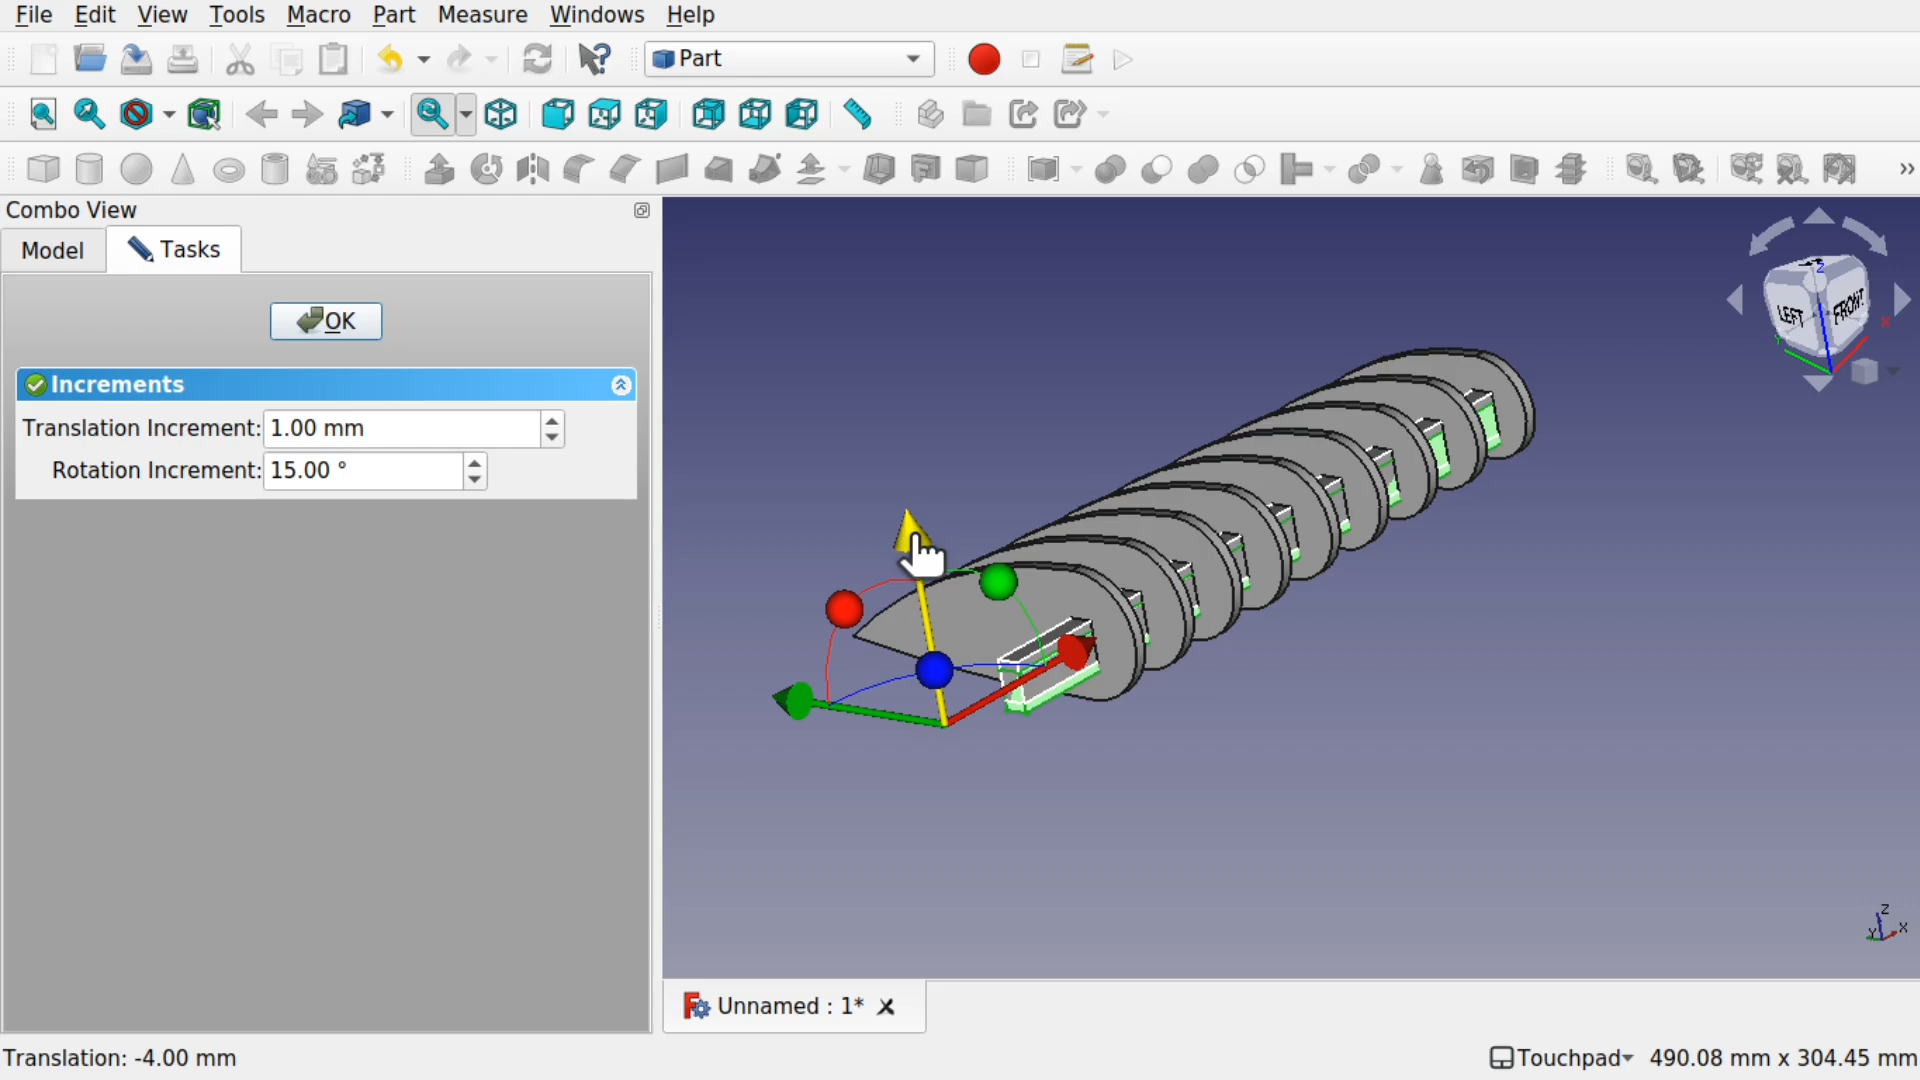 File Edit View Tools Macro Part Measure Windows Help
Part
Combo View
Model Tasks
OK
Increments
Translation Increment: 1.00 mm
Rotation Increment: 15.00 °
Z
LEFT FRONT
X
Y
Z
Y X
Unnamed : 1*
Translation: -4.00 mm
Touchpad 490.08 mm x 304.45 mm